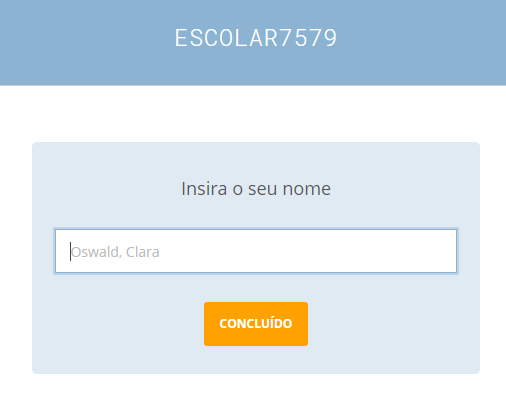 ESCOLAR7579
Insira o seu nome
Oswald, Clara
CONCLUÍDO